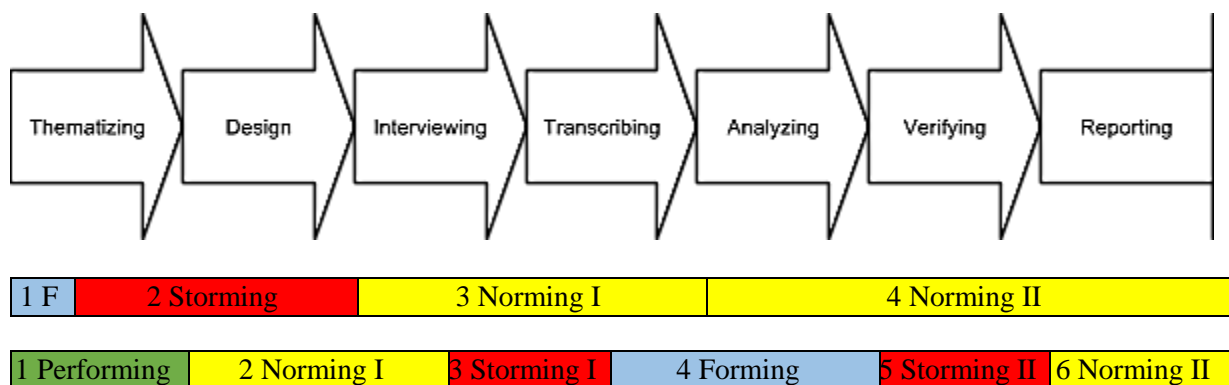 Thematizing Design Interviewing Transcribing Analyzing Verifying Reporting
1 F 2 Storming 3 Norming I 4 Norming II
1 Performing 2 Norming I 3 Storming I 4 Forming 5 Storming II 6 Norming II